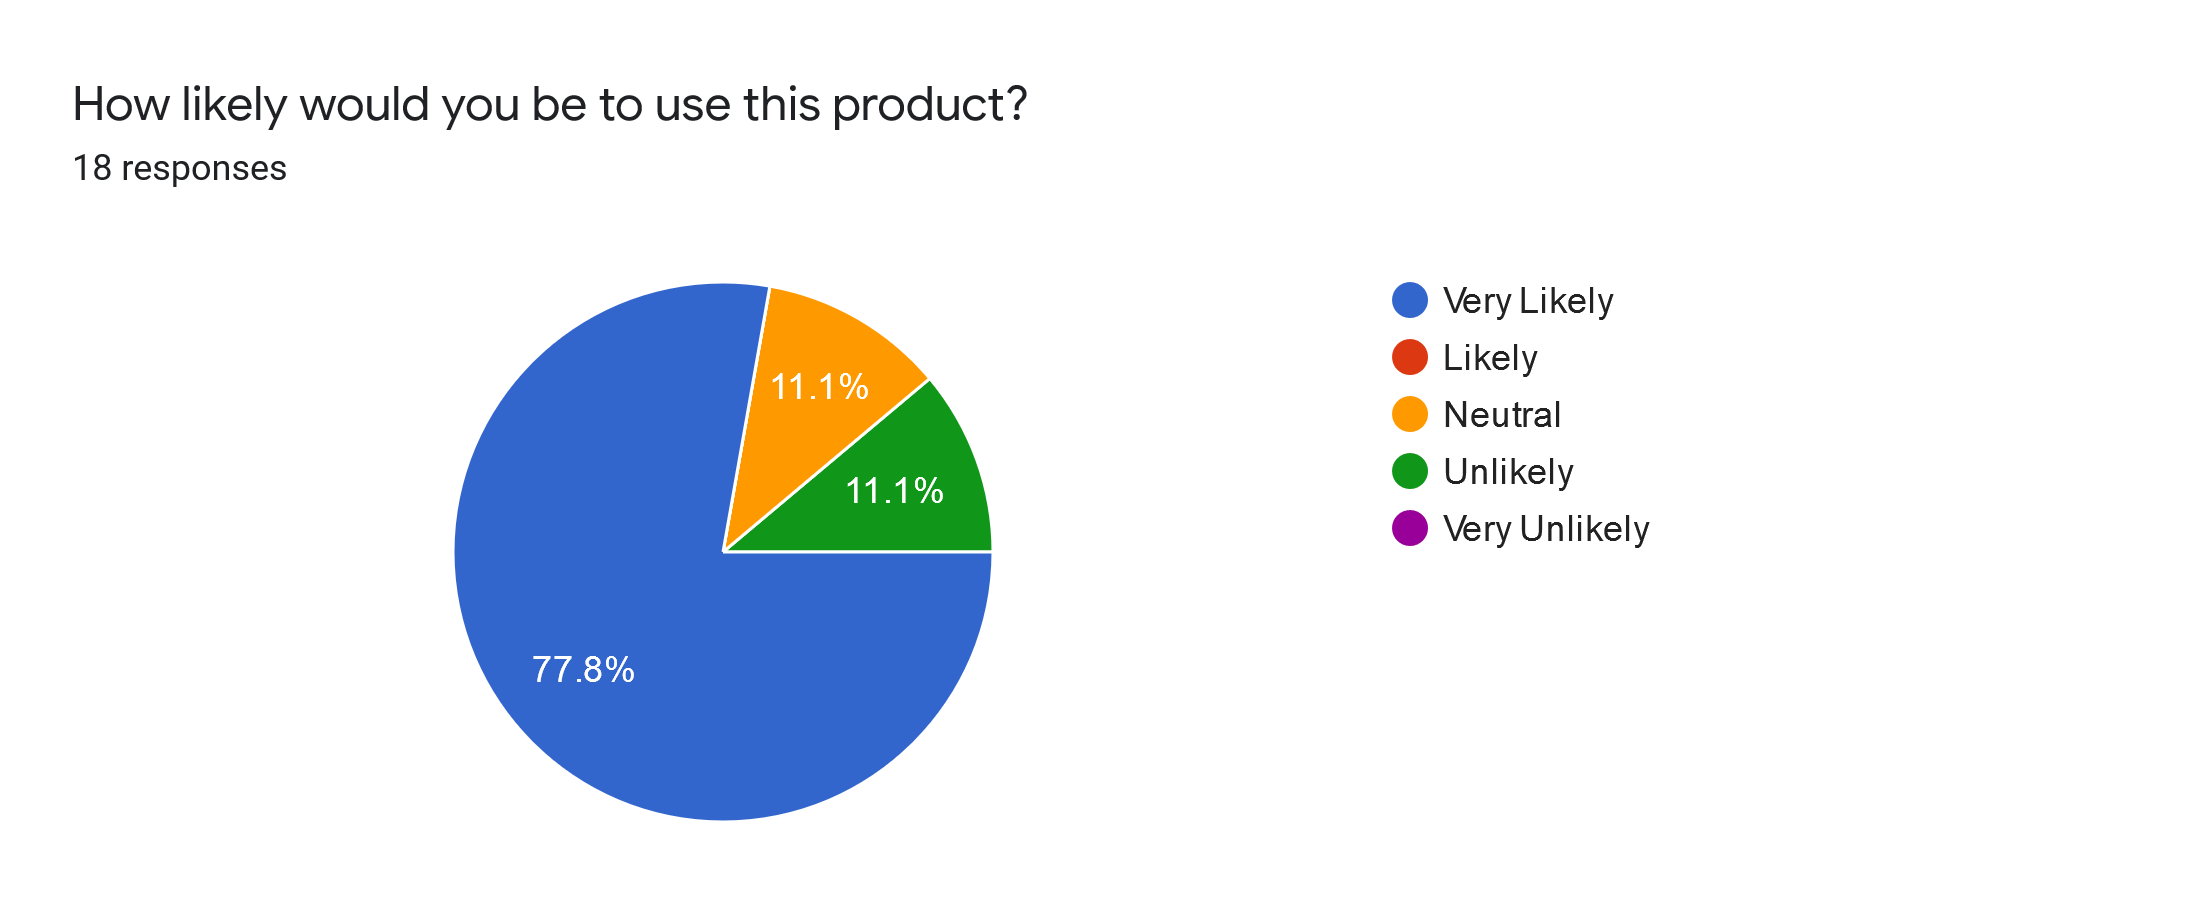 How likely would you be to use this product?
18 responses
11.1%
11.1%
77.8%
Very Likely
Likely
Neutral
Unlikely
Very Unlikely